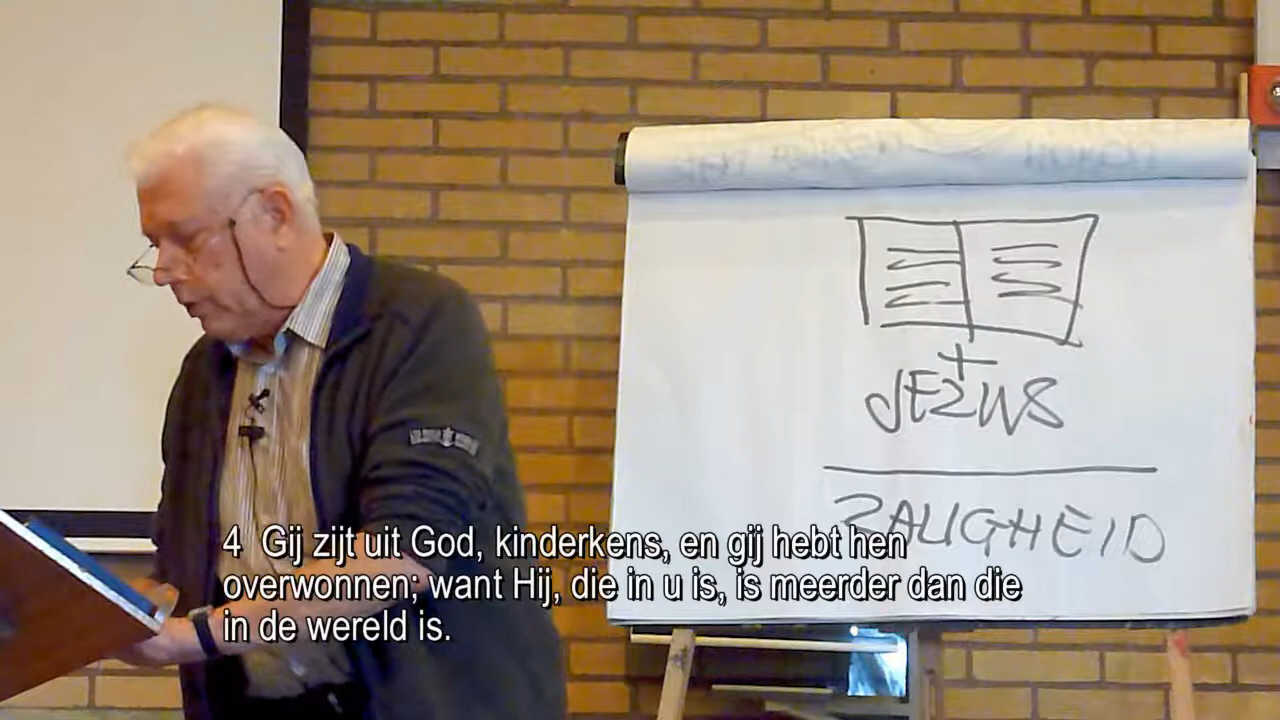 JEZUS
ZALIGHEID
4 Gij zijt uit God, kinderkens, en gij hebt hen
overwonnen; want Hij, die in u is, is meerder dan die
in de wereld is.